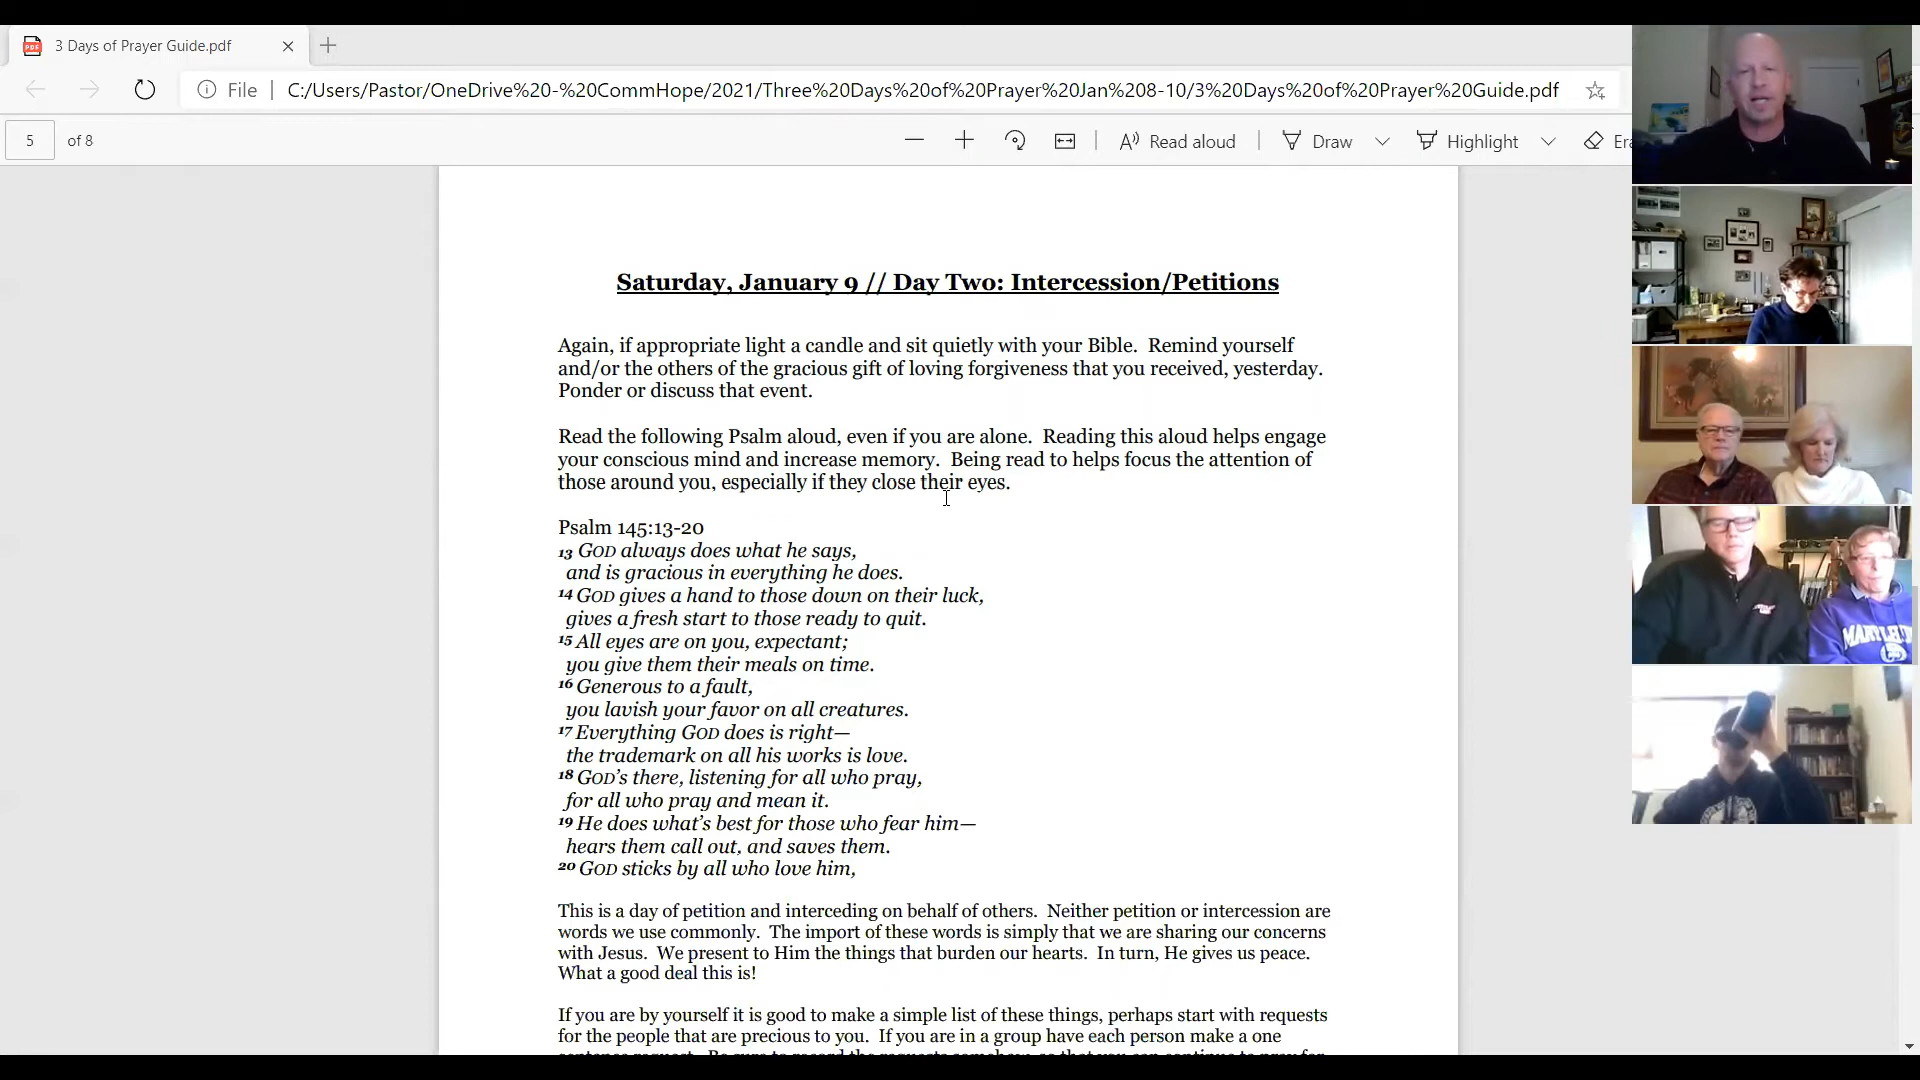 3 Days of Prayer Guide.pdf
File
C:/Users/Pastor/OneDrive%20-%20CommHope/2021/Three%20Days%20of%20Prayer%20Jan%208-10/3%20Days%20of%20Prayer%20Guide.pdf
5 of 8
Read aloud
Draw
Highlight
Era
Saturday, January 9 // Day Two: Intercession/Petitions
Again, if appropriate light a candle and sit quietly with your Bible.  Remind yourself
and/or the others of the gracious gift of loving forgiveness that you received, yesterday.
Ponder or discuss that event.
Read the following Psalm aloud, even if you are alone.  Reading this aloud helps engage
your conscious mind and increase memory.  Being read to helps focus the attention of
those around you, especially if they close their eyes.
Psalm 145:13-20
13 GOD always does what he says,
and is gracious in everything he does.
14 GOD gives a hand to those down on their luck,
gives a fresh start to those ready to quit.
15 All eyes are on you, expectant;
you give them their meals on time.
16 Generous to a fault,
you lavish your favor on all creatures.
17 Everything GOD does is right—
the trademark on all his works is love.
18 GOD's there, listening for all who pray,
for all who pray and mean it.
19 He does what's best for those who fear him—
hears them call out, and saves them.
20 GOD sticks by all who love him,
This is a day of petition and interceding on behalf of others.  Neither petition or intercession are
words we use commonly.  The import of these words is simply that we are sharing our concerns
with Jesus.  We present to Him the things that burden our hearts.  In turn, He gives us peace.
What a good deal this is!
If you are by yourself it is good to make a simple list of these things, perhaps start with requests
for the people that are precious to you.  If you are in a group have each person make a one